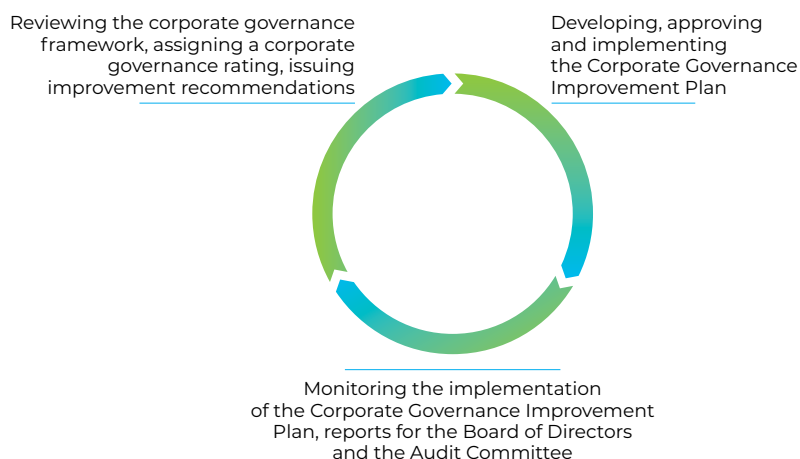 Reviewing the corporate governance
framework, assigning a corporate
governance rating, issuing
improvement recommendations
Developing, approving
and implementing
the Corporate Governance
Improvement Plan
Monitoring the implementation
of the Corporate Governance Improvement
Plan, reports for the Board of Directors
and the Audit Committee